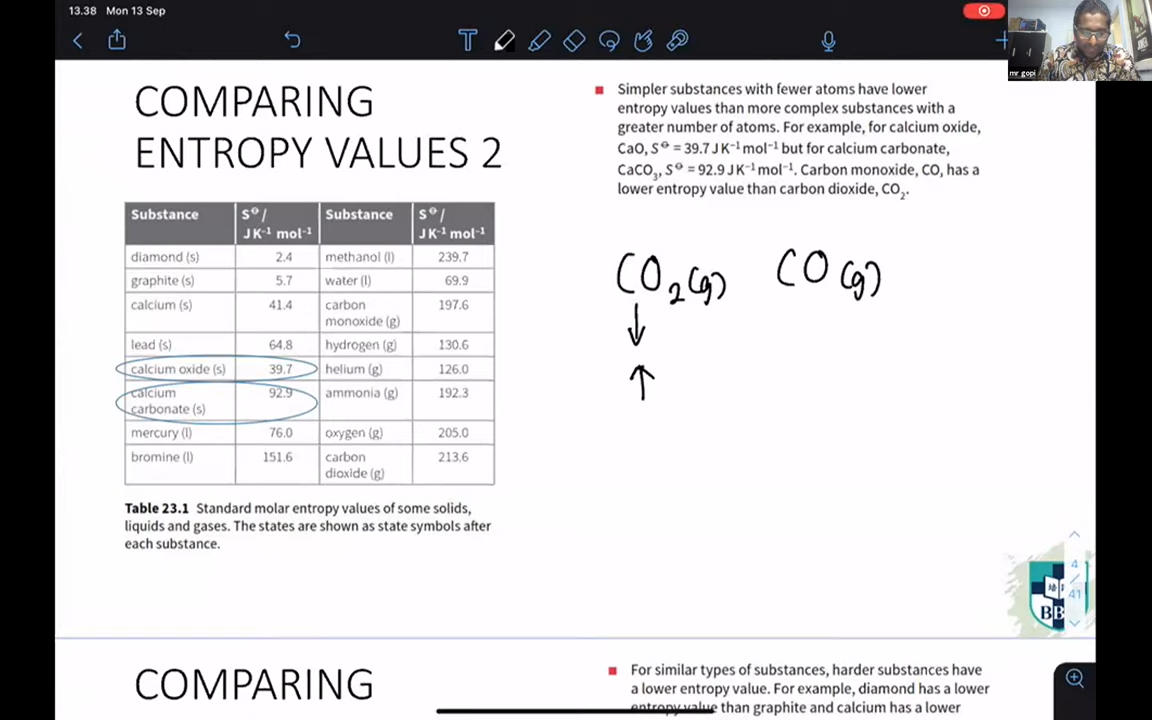 13.38 Mon 13 Sep
mr gopi
COMPARING
ENTROPY VALUES 2
Substance S⦵/ JK⁻¹ mol⁻¹ Substance S⦵/ JK⁻¹ mol⁻¹
diamond (s) 2.4 methanol (l) 239.7
graphite (s) 5.7 water (l) 69.9
calcium (s) 41.4 carbon monoxide (g) 197.6
lead (s) 64.8 hydrogen (g) 130.6
calcium oxide (s) 39.7 helium (g) 126.0
calcium carbonate (s) 92.9 ammonia (g) 192.3
mercury (l) 76.0 oxygen (g) 205.0
bromine (l) 151.6 carbon dioxide (g) 213.6
Table 23.1 Standard molar entropy values of some solids,
liquids and gases. The states are shown as state symbols after
each substance.
Simpler substances with fewer atoms have lower
entropy values than more complex substances with a
greater number of atoms. For example, for calcium oxide,
CaO, S⦵ = 39.7 J K⁻¹ mol⁻¹ but for calcium carbonate,
CaCO₃, S⦵ = 92.9 J K⁻¹ mol⁻¹. Carbon monoxide, CO, has a
lower entropy value than carbon dioxide, CO₂.
CO₂(g) CO(g)
↓
↑
4
/
41
BB
COMPARING
For similar types of substances, harder substances have
a lower entropy value. For example, diamond has a lower
entropy value than graphite and calcium has a lower